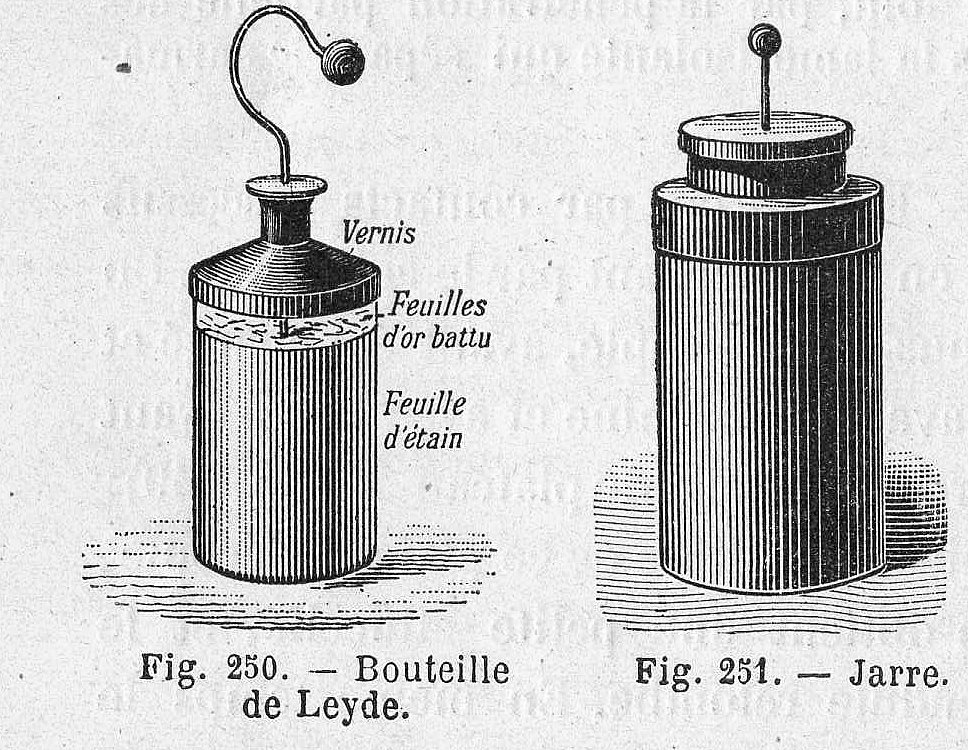 Vernis
Feuilles
d'or battu
Feuille
d'étain
Fig. 250. — Bouteille
de Leyde.
Fig. 251. — Jarre.